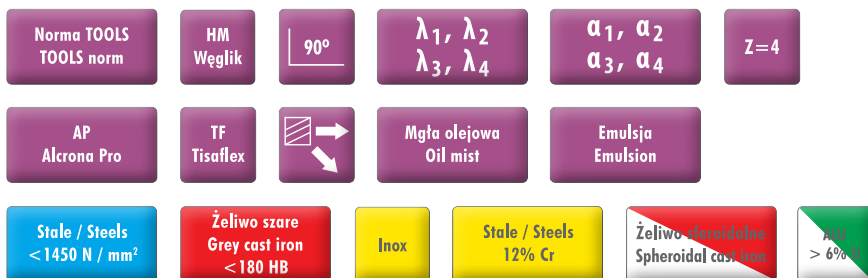 Norma TOOLS
TOOLS norm
HM
Węglik
90º
λ1, λ2
λ3, λ4
α1, α2
α3, α4
Z=4
AP
Alcrona Pro
TF
Tisaflex
Mgła olejowa
Oil mist
Emulsja
Emulsion
Stale / Steels
<1450 N / mm²
Żeliwo szare
Grey cast iron
<180 HB
Inox
Stale / Steels
12% Cr
Żeliwo sferoidalne
Spheroidal cast iron
> 6%